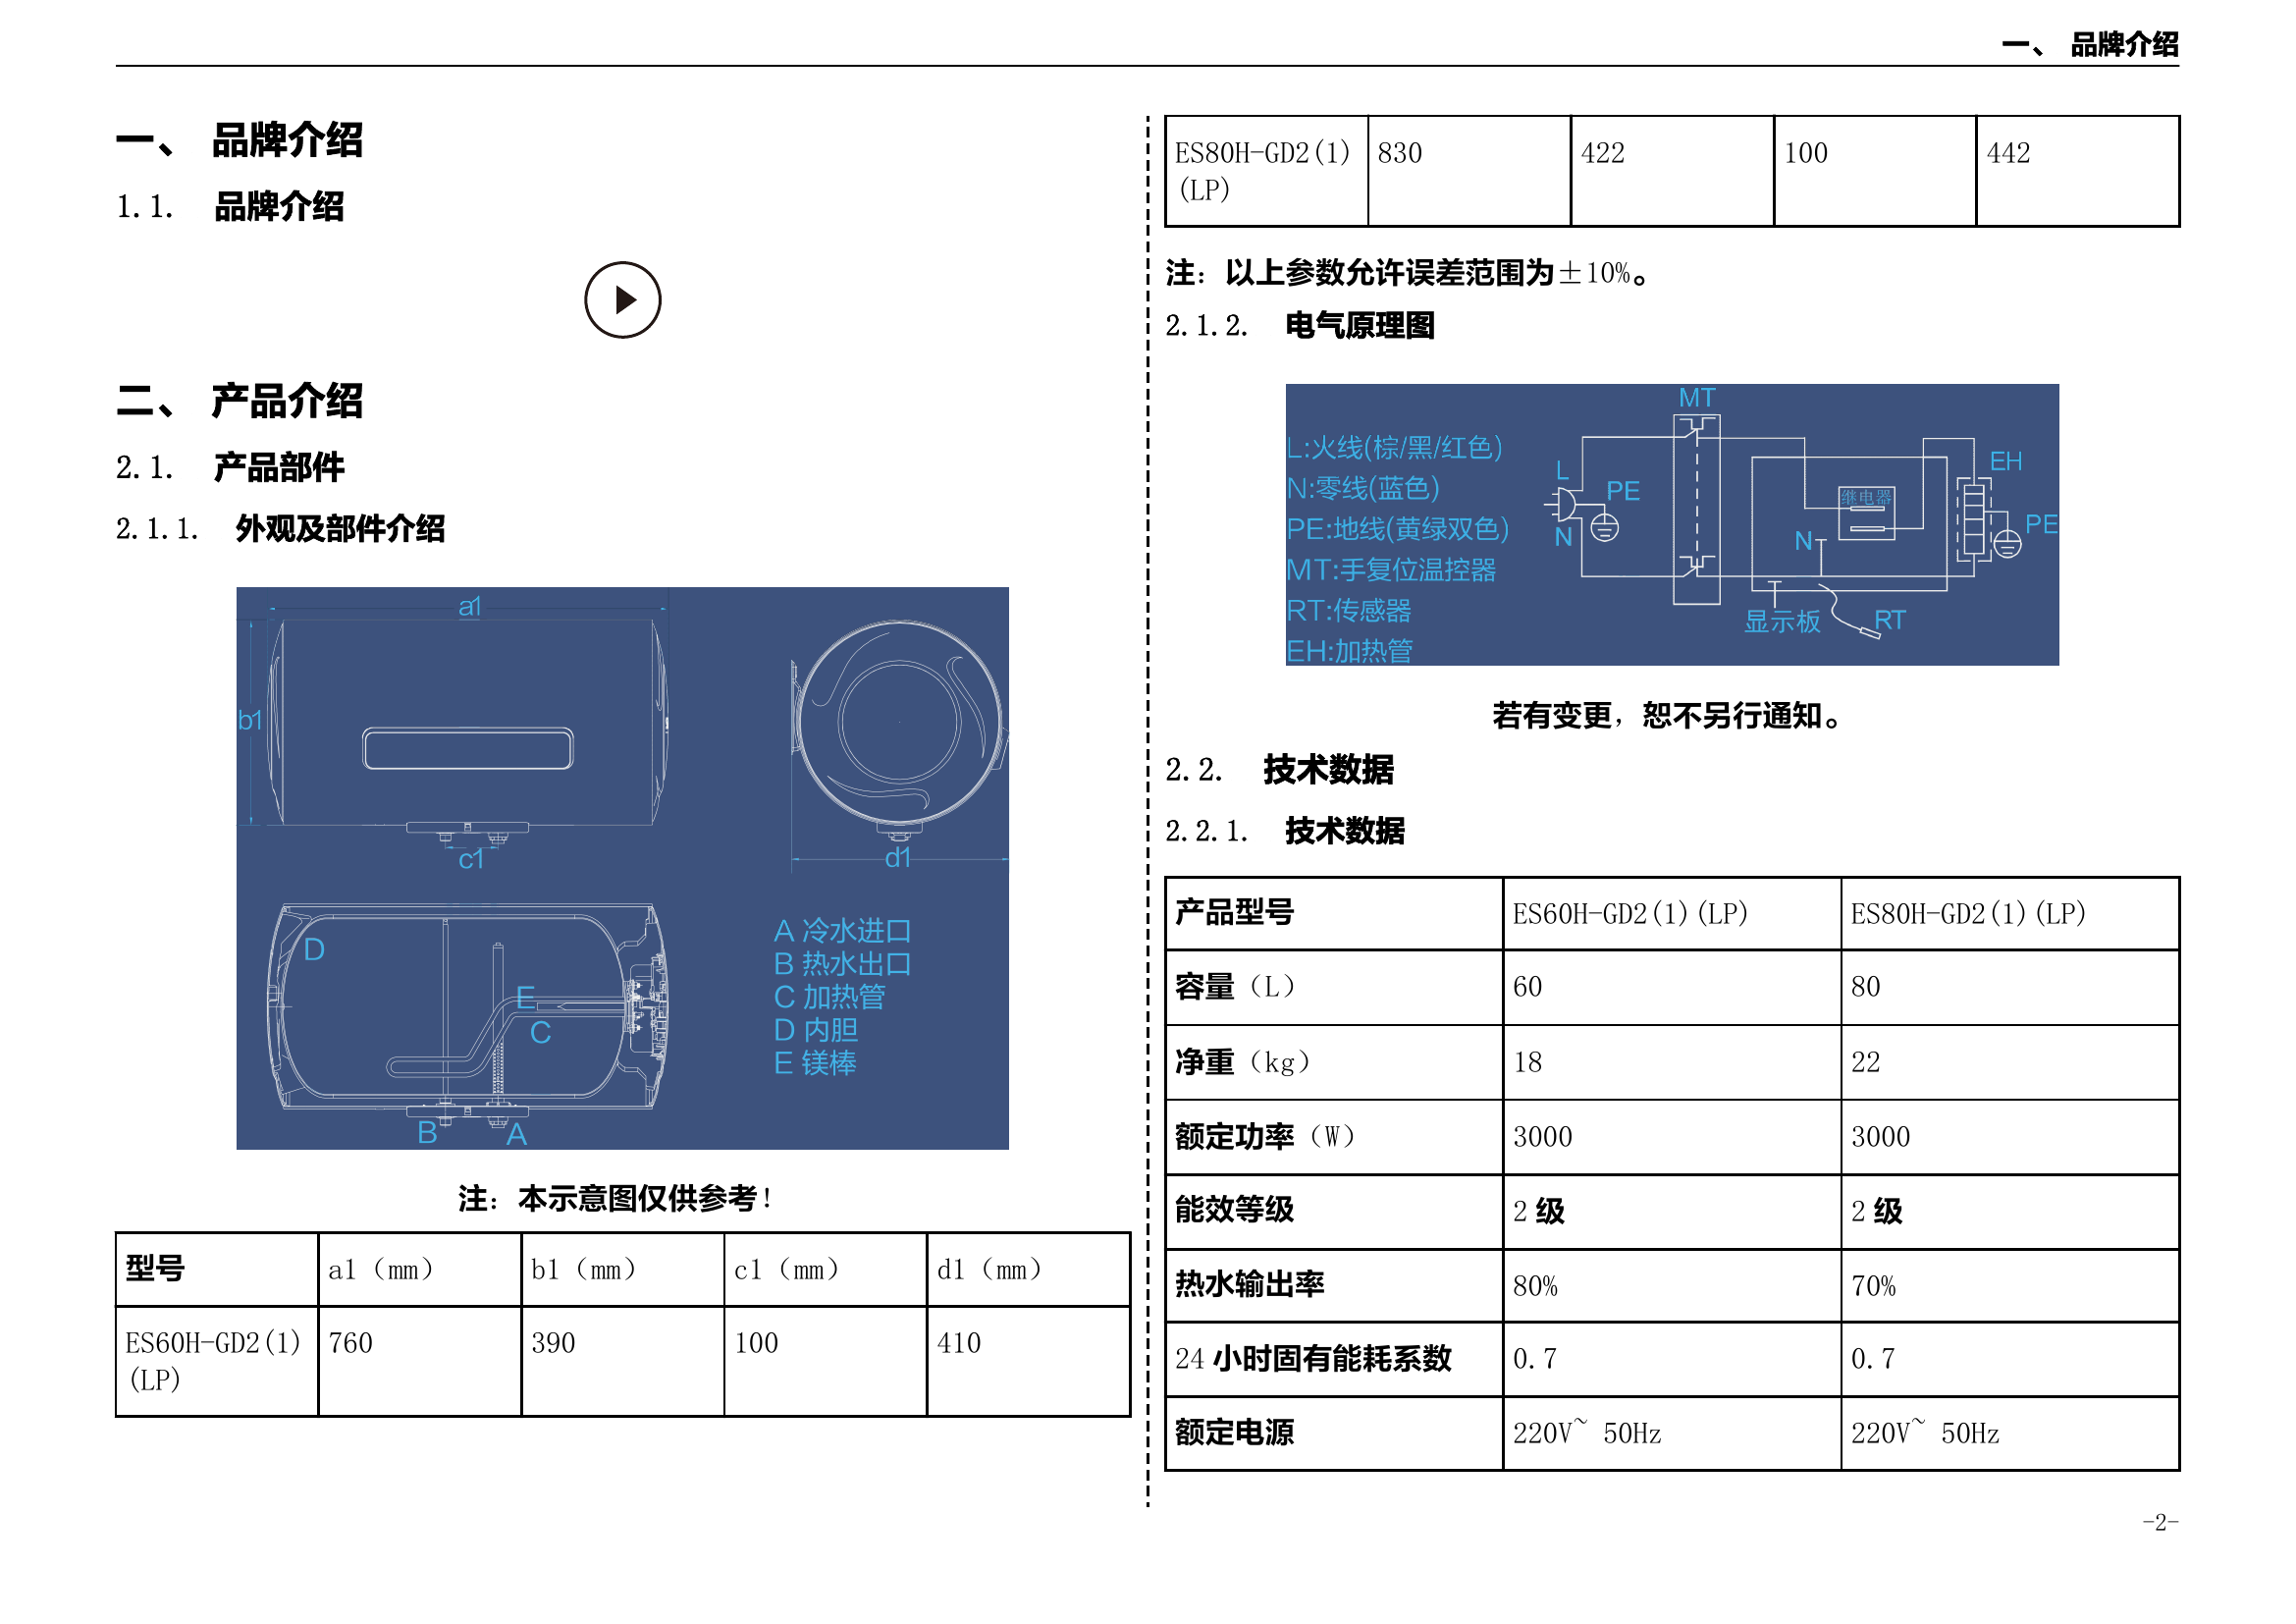 一、 品牌介绍
一、 品牌介绍
1.1. 品牌介绍
二、 产品介绍
2.1. 产品部件
2.1.1. 外观及部件介绍
a1
b1
c1
d1
D
E
C
B
A
A 冷水进口
B 热水出口
C 加热管
D 内胆
E 镁棒
注：本示意图仅供参考！
型号 a1（mm） b1（mm） c1（mm） d1（mm）
ES60H-GD2(1) 760 390 100 410
(LP)
ES80H-GD2(1) 830 422 100 442
(LP)
注：以上参数允许误差范围为±10%。
2.1.2. 电气原理图
L:火线(棕/黑/红色)
N:零线(蓝色)
PE:地线(黄绿双色)
MT:手复位温控器
RT:传感器
EH:加热管
MT
L
PE
N
继电器
N
EH
PE
显示板
RT
若有变更，恕不另行通知。
2.2. 技术数据
2.2.1. 技术数据
产品型号 ES60H-GD2(1)(LP) ES80H-GD2(1)(LP)
容量（L） 60 80
净重（kg） 18 22
额定功率（W） 3000 3000
能效等级 2 级 2 级
热水输出率 80% 70%
24 小时固有能耗系数 0.7 0.7
额定电源 220V~ 50Hz 220V~ 50Hz
-2-